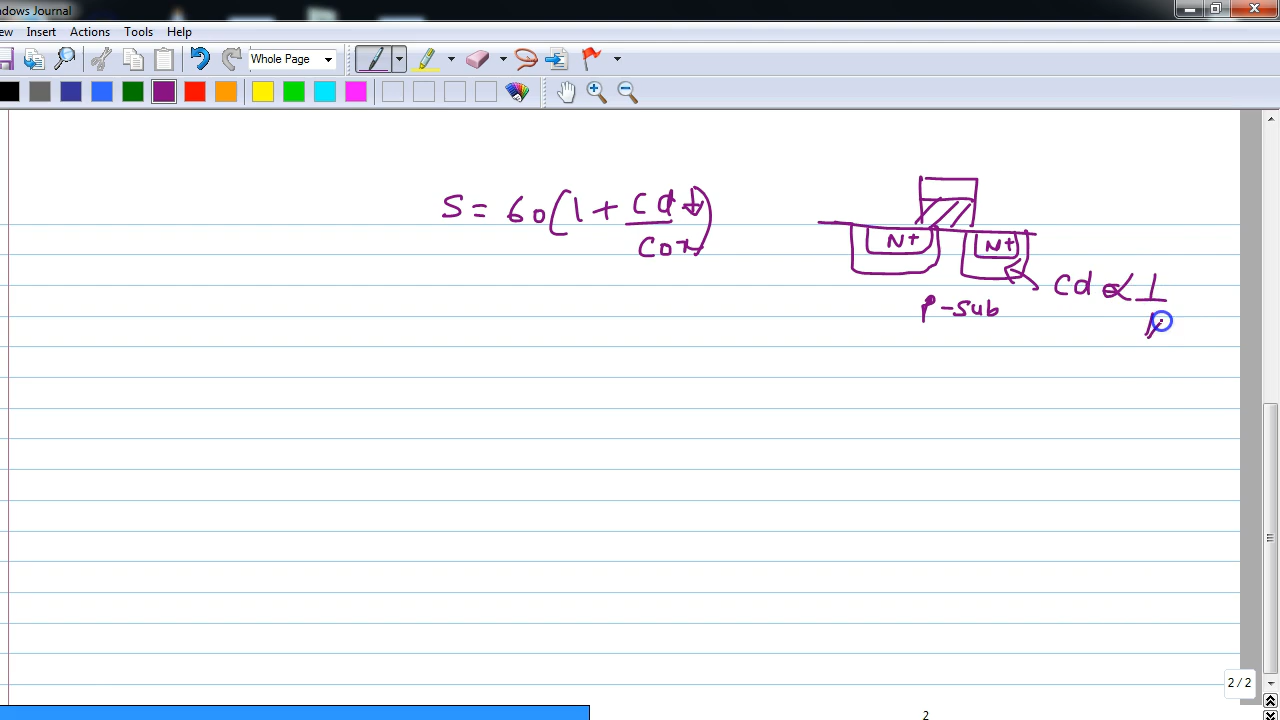 ndows Journal
ew Insert Actions Tools Help
Whole Page
S = 60(1 + Cd↓
Cox)
N+ N+
Cd ∝ 1
P-sub
2 / 2
2